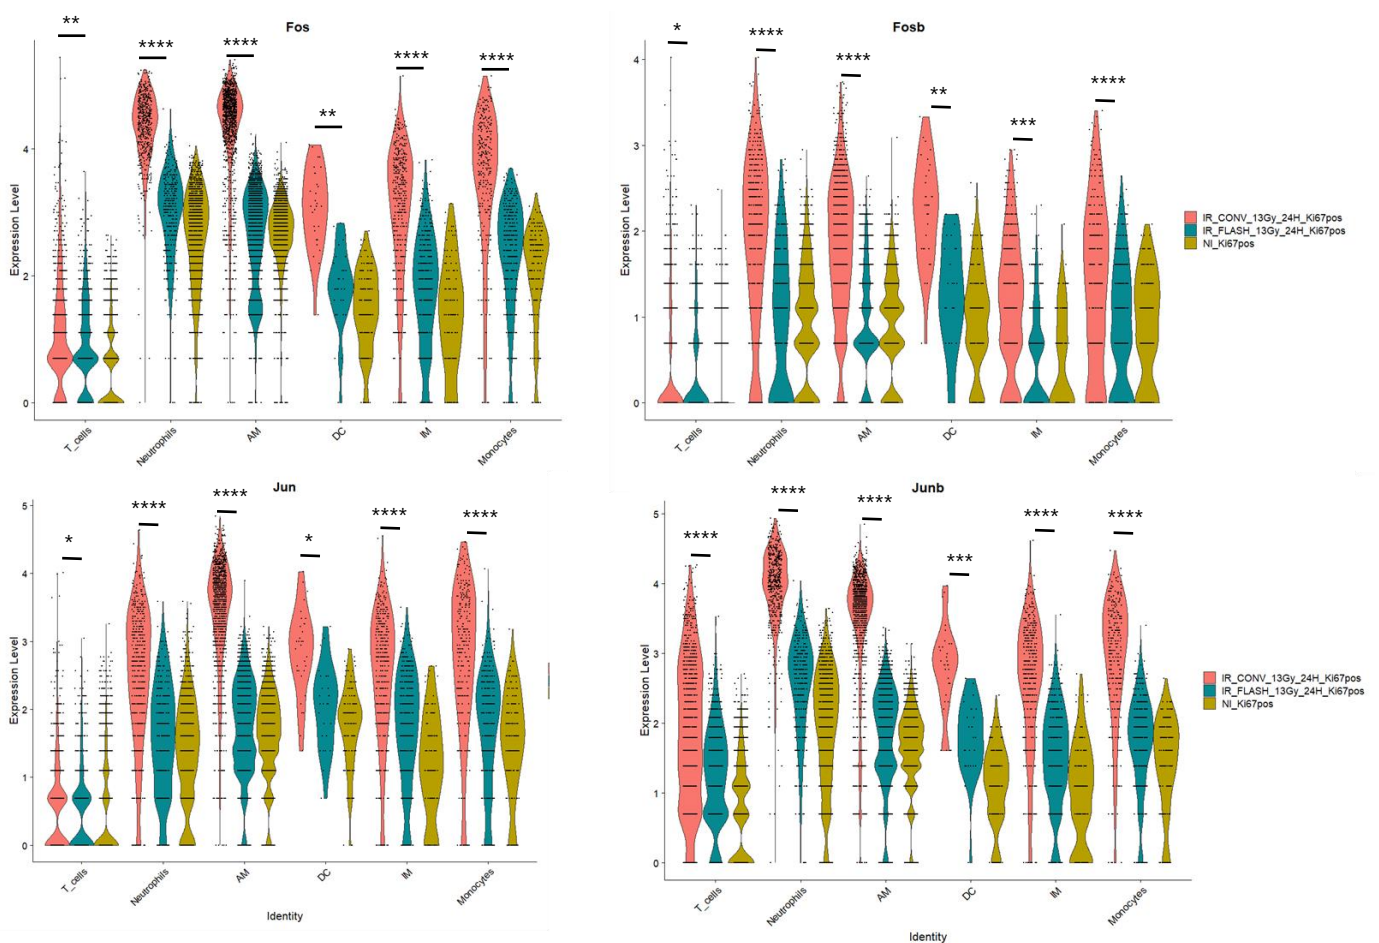 Fos
** **** **** ** **** ****
Expression Level
4
2
0
T_cells Neutrophils AM DC IM Monocytes
Fosb
* **** **** ** *** ****
Expression Level
4
3
2
1
0
T_cells Neutrophils AM DC IM Monocytes
IR_CONV_13Gy_24H_Ki67pos
IR_FLASH_13Gy_24H_Ki67pos
NI_Ki67pos
Jun
* **** **** * **** ****
Expression Level
5
4
3
2
1
0
T_cells Neutrophils AM DC IM Monocytes
Identity
Junb
**** **** **** *** **** ****
Expression Level
5
4
3
2
1
0
T_cells Neutrophils AM DC IM Monocytes
Identity
IR_CONV_13Gy_24H_Ki67pos
IR_FLASH_13Gy_24H_Ki67pos
NI_Ki67pos